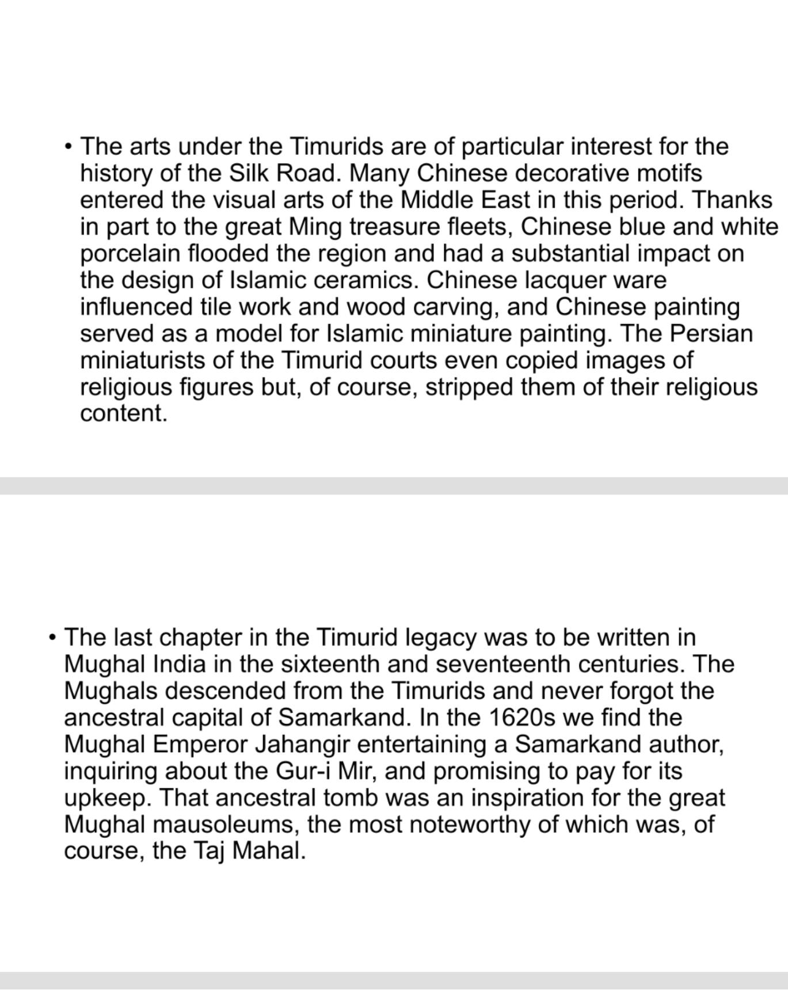 • The arts under the Timurids are of particular interest for the
history of the Silk Road. Many Chinese decorative motifs
entered the visual arts of the Middle East in this period. Thanks
in part to the great Ming treasure fleets, Chinese blue and white
porcelain flooded the region and had a substantial impact on
the design of Islamic ceramics. Chinese lacquer ware
influenced tile work and wood carving, and Chinese painting
served as a model for Islamic miniature painting. The Persian
miniaturists of the Timurid courts even copied images of
religious figures but, of course, stripped them of their religious
content.
• The last chapter in the Timurid legacy was to be written in
Mughal India in the sixteenth and seventeenth centuries. The
Mughals descended from the Timurids and never forgot the
ancestral capital of Samarkand. In the 1620s we find the
Mughal Emperor Jahangir entertaining a Samarkand author,
inquiring about the Gur-i Mir, and promising to pay for its
upkeep. That ancestral tomb was an inspiration for the great
Mughal mausoleums, the most noteworthy of which was, of
course, the Taj Mahal.